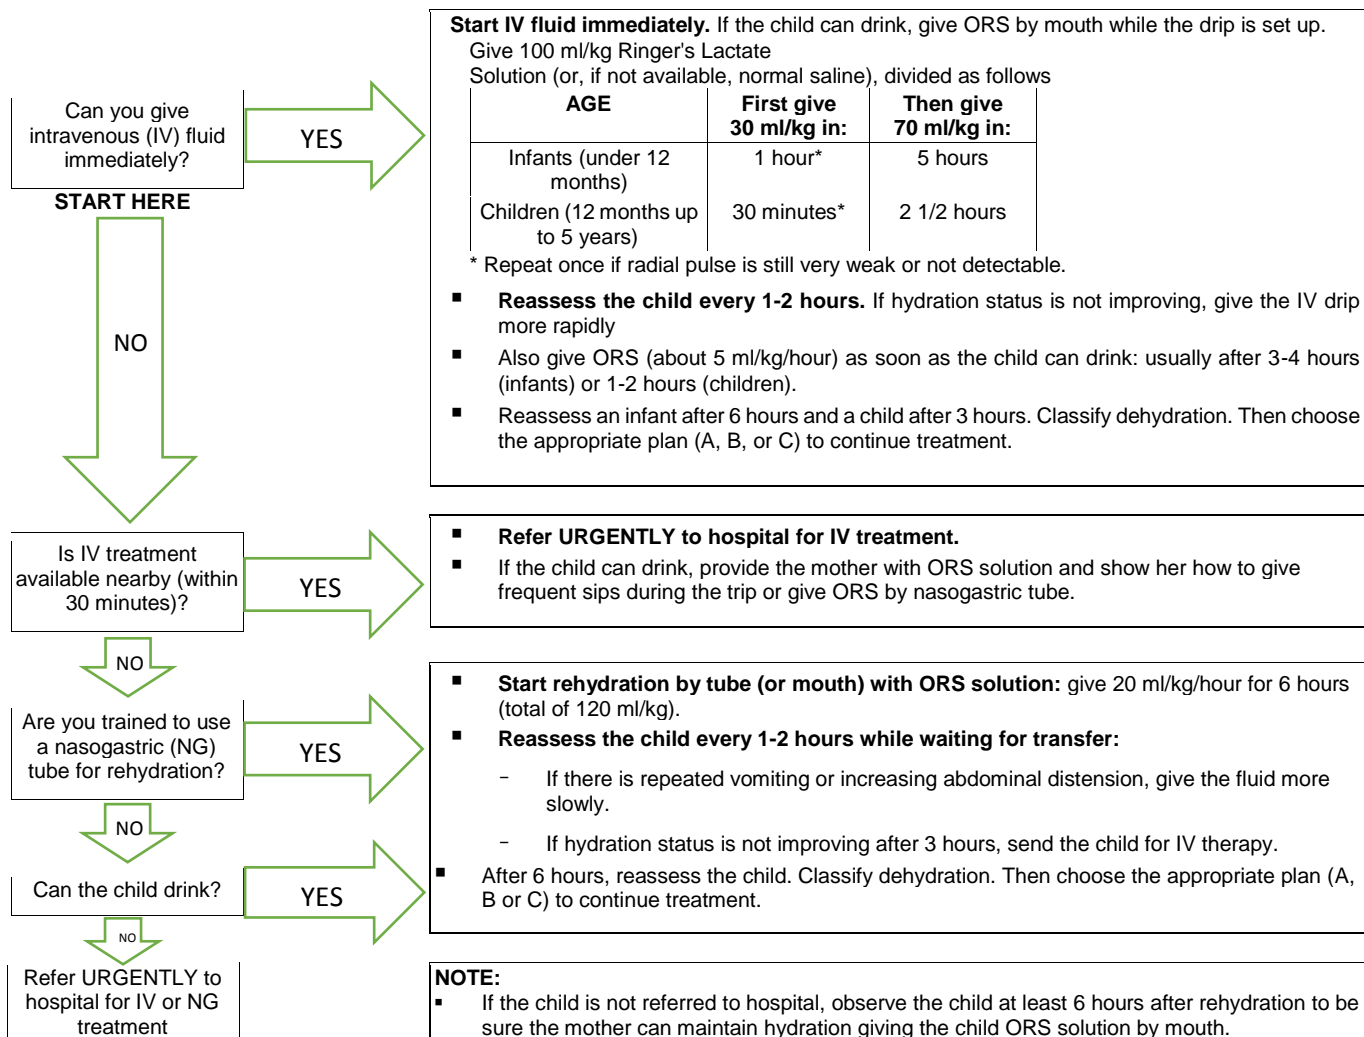 Can you give
intravenous (IV) fluid
immediately?
START HERE
YES
Start IV fluid immediately. If the child can drink, give ORS by mouth while the drip is set up.
Give 100 ml/kg Ringer's Lactate
Solution (or, if not available, normal saline), divided as follows
AGE
First give
30 ml/kg in:
Then give
70 ml/kg in:
Infants (under 12
months)
1 hour*
5 hours
Children (12 months up
to 5 years)
30 minutes*
2 1/2 hours
* Repeat once if radial pulse is still very weak or not detectable.
▪ Reassess the child every 1-2 hours. If hydration status is not improving, give the IV drip
more rapidly
▪ Also give ORS (about 5 ml/kg/hour) as soon as the child can drink: usually after 3-4 hours
(infants) or 1-2 hours (children).
▪ Reassess an infant after 6 hours and a child after 3 hours. Classify dehydration. Then choose
the appropriate plan (A, B, or C) to continue treatment.
NO
Is IV treatment
available nearby (within
30 minutes)?
YES
▪ Refer URGENTLY to hospital for IV treatment.
▪ If the child can drink, provide the mother with ORS solution and show her how to give
frequent sips during the trip or give ORS by nasogastric tube.
NO
Are you trained to use
a nasogastric (NG)
tube for rehydration?
YES
▪ Start rehydration by tube (or mouth) with ORS solution: give 20 ml/kg/hour for 6 hours
(total of 120 ml/kg).
▪ Reassess the child every 1-2 hours while waiting for transfer:
- If there is repeated vomiting or increasing abdominal distension, give the fluid more
slowly.
- If hydration status is not improving after 3 hours, send the child for IV therapy.
▪ After 6 hours, reassess the child. Classify dehydration. Then choose the appropriate plan (A,
B or C) to continue treatment.
NO
Can the child drink?
YES
NO
Refer URGENTLY to
hospital for IV or NG
treatment
NOTE:
▪ If the child is not referred to hospital, observe the child at least 6 hours after rehydration to be
sure the mother can maintain hydration giving the child ORS solution by mouth.